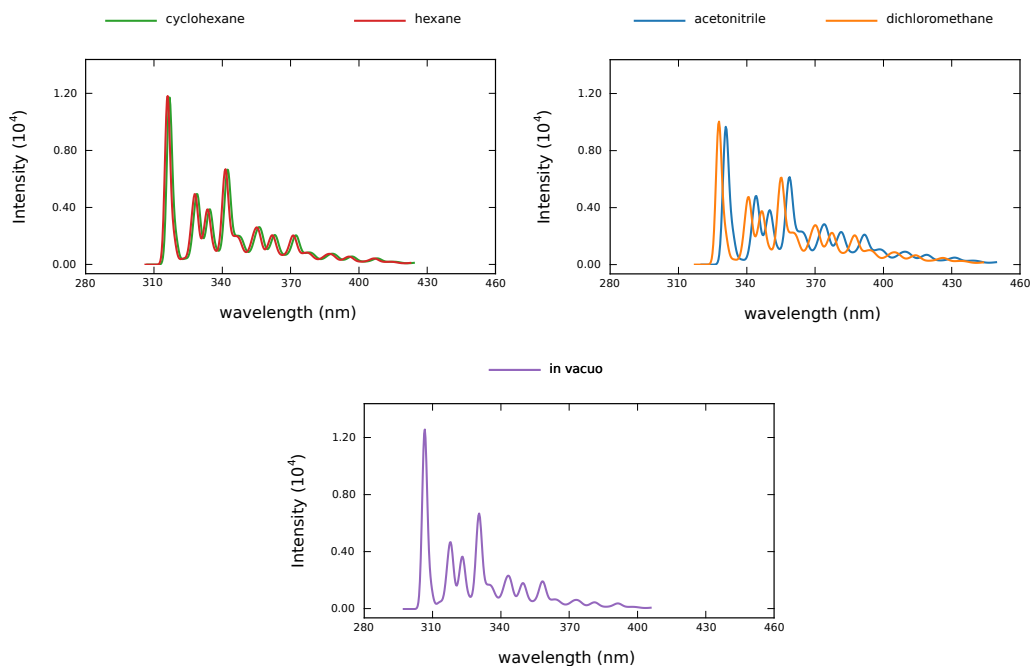 cyclohexane hexane
acetonitrile dichloromethane
Intensity (10⁴)
1.20
0.80
0.40
0.00
280 310 340 370 400 430 460
wavelength (nm)
Intensity (10⁴)
1.20
0.80
0.40
0.00
280 310 340 370 400 430 460
wavelength (nm)
in vacuo
Intensity (10⁴)
1.20
0.80
0.40
0.00
280 310 340 370 400 430 460
wavelength (nm)